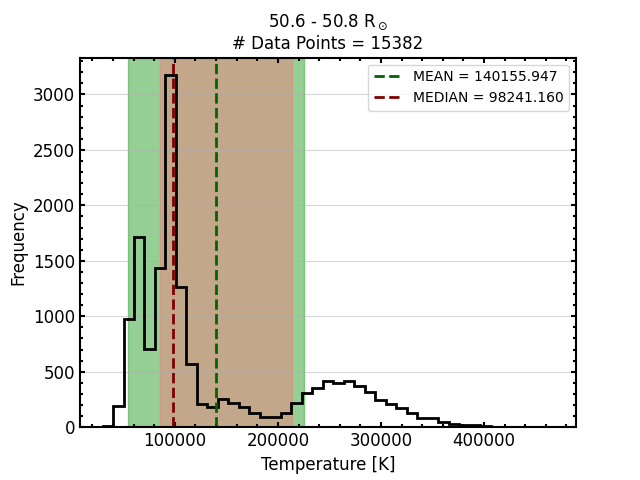 50.6 - 50.8 R⊙
# Data Points = 15382
MEAN = 140155.947
MEDIAN = 98241.160
Frequency
3000
2500
2000
1500
1000
500
0
100000 200000 300000 400000
Temperature [K]